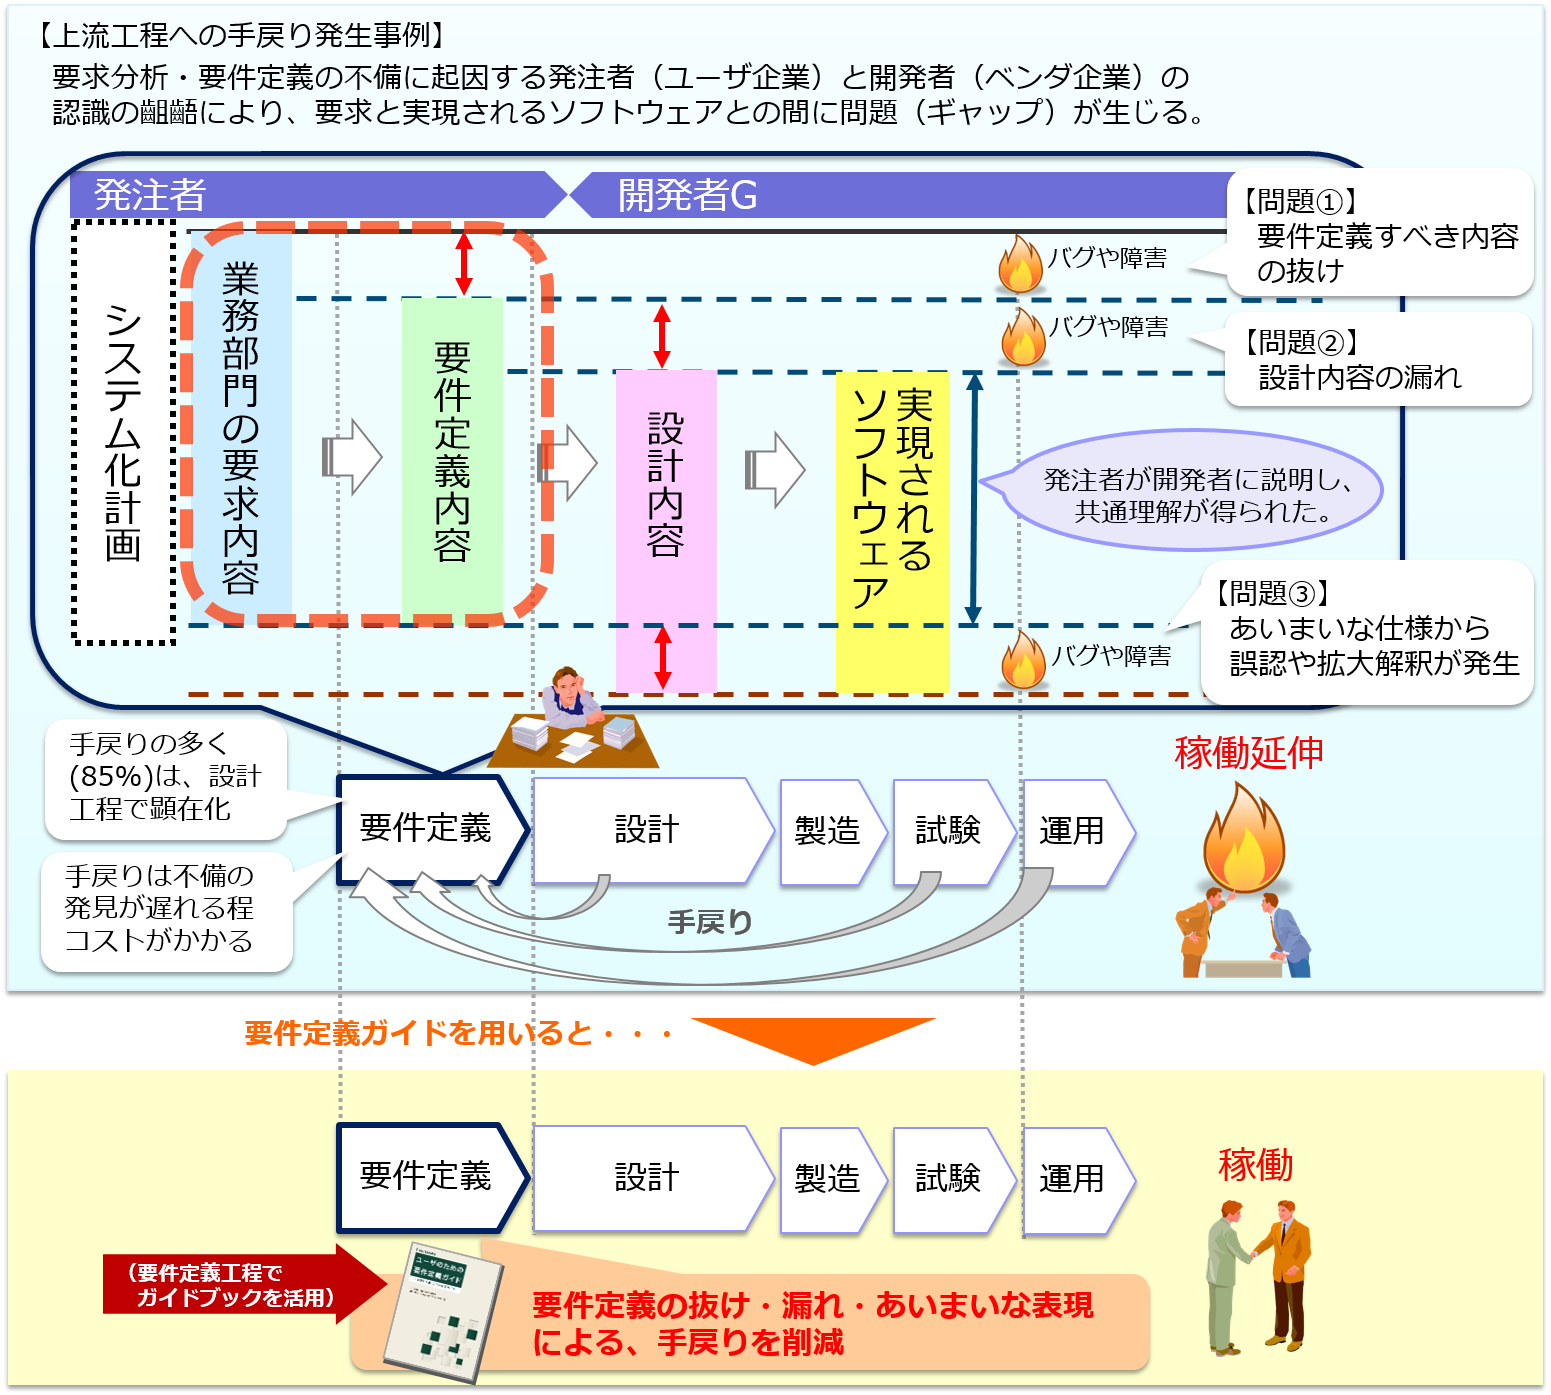 【上流工程への手戻り発生事例】
要求分析・要件定義の不備に起因する発注者（ユーザ企業）と開発者（ベンダ企業）の
認識の齟齬により、要求と実現されるソフトウェアとの間に問題（ギャップ）が生じる。
発注者
開発者G
システム化計画
業務部門の要求内容
要件定義内容
設計内容
実現される
ソフトウェア
バグや障害
【問題①】
要件定義すべき内容
の抜け
バグや障害
【問題②】
設計内容の漏れ
発注者が開発者に説明し、
共通理解が得られた。
バグや障害
【問題③】
あいまいな仕様から
誤認や拡大解釈が発生
手戻りの多く
(85%)は、設計
工程で顕在化
手戻りは不備の
発見が遅れる程
コストがかかる
要件定義
設計
製造
試験
運用
手戻り
稼働延伸
要件定義ガイドを用いると・・・
要件定義
設計
製造
試験
運用
稼働
（要件定義工程で
ガイドブックを活用）
ユーザのための
要件定義ガイド
要件定義の抜け・漏れ・あいまいな表現
による、手戻りを削減